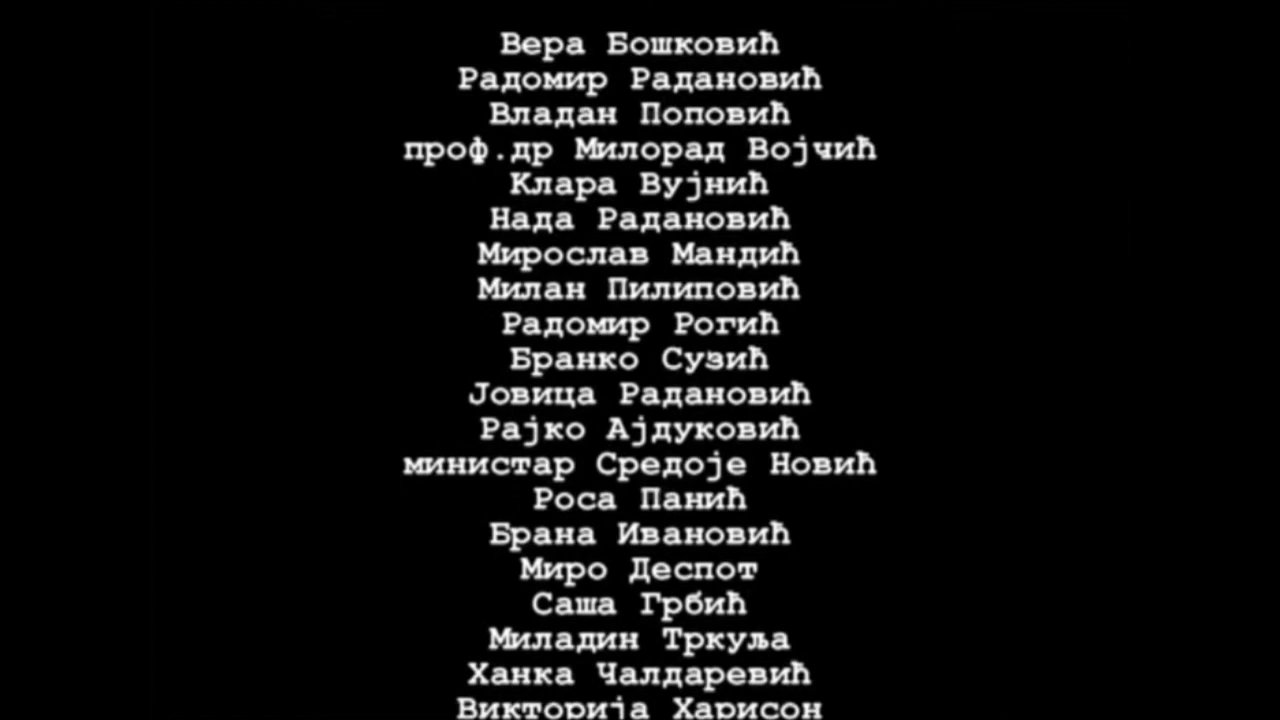 Вера Бошковић
Радомир Радановић
Владан Поповић
проф.др Милорад Војчић
Клара Вујнић
Нада Радановић
Мирослав Мандић
Милан Пилиповић
Радомир Рогић
Бранко Сузић
Јовица Радановић
Рајко Ајдуковић
министар Средоје Новић
Роса Панић
Брана Ивановић
Миро Деспот
Саша Грбић
Миладин Тркуља
Ханка Чалдаревић
Викторија Харисон